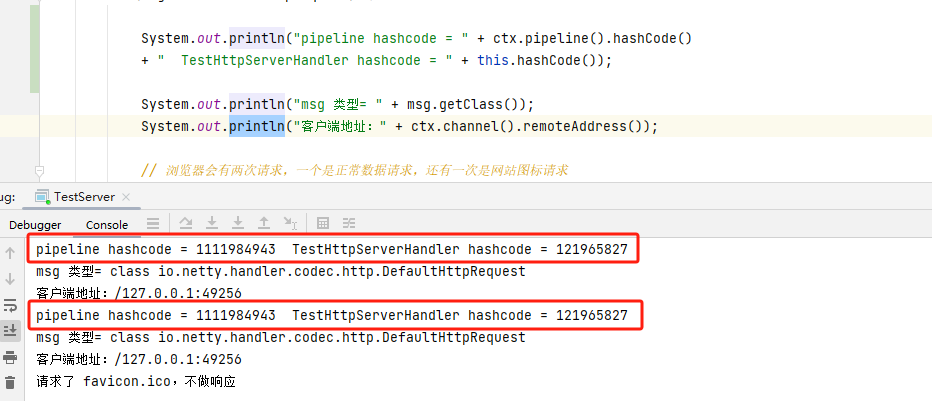 System.out.println("pipeline hashcode = " + ctx.pipeline().hashCode()
+ "  TestHttpServerHandler hashcode = " + this.hashCode());
System.out.println("msg 类型= " + msg.getClass());
System.out.println("客户端地址：" + ctx.channel().remoteAddress());
// 浏览器会有两次请求，一个是正常数据请求，还有一次是网站图标请求
ug: TestServer ×
Debugger Console
pipeline hashcode = 1111984943  TestHttpServerHandler hashcode = 121965827
msg 类型= class io.netty.handler.codec.http.DefaultHttpRequest
客户端地址：/127.0.0.1:49256
pipeline hashcode = 1111984943  TestHttpServerHandler hashcode = 121965827
msg 类型= class io.netty.handler.codec.http.DefaultHttpRequest
客户端地址：/127.0.0.1:49256
请求了 favicon.ico，不做响应